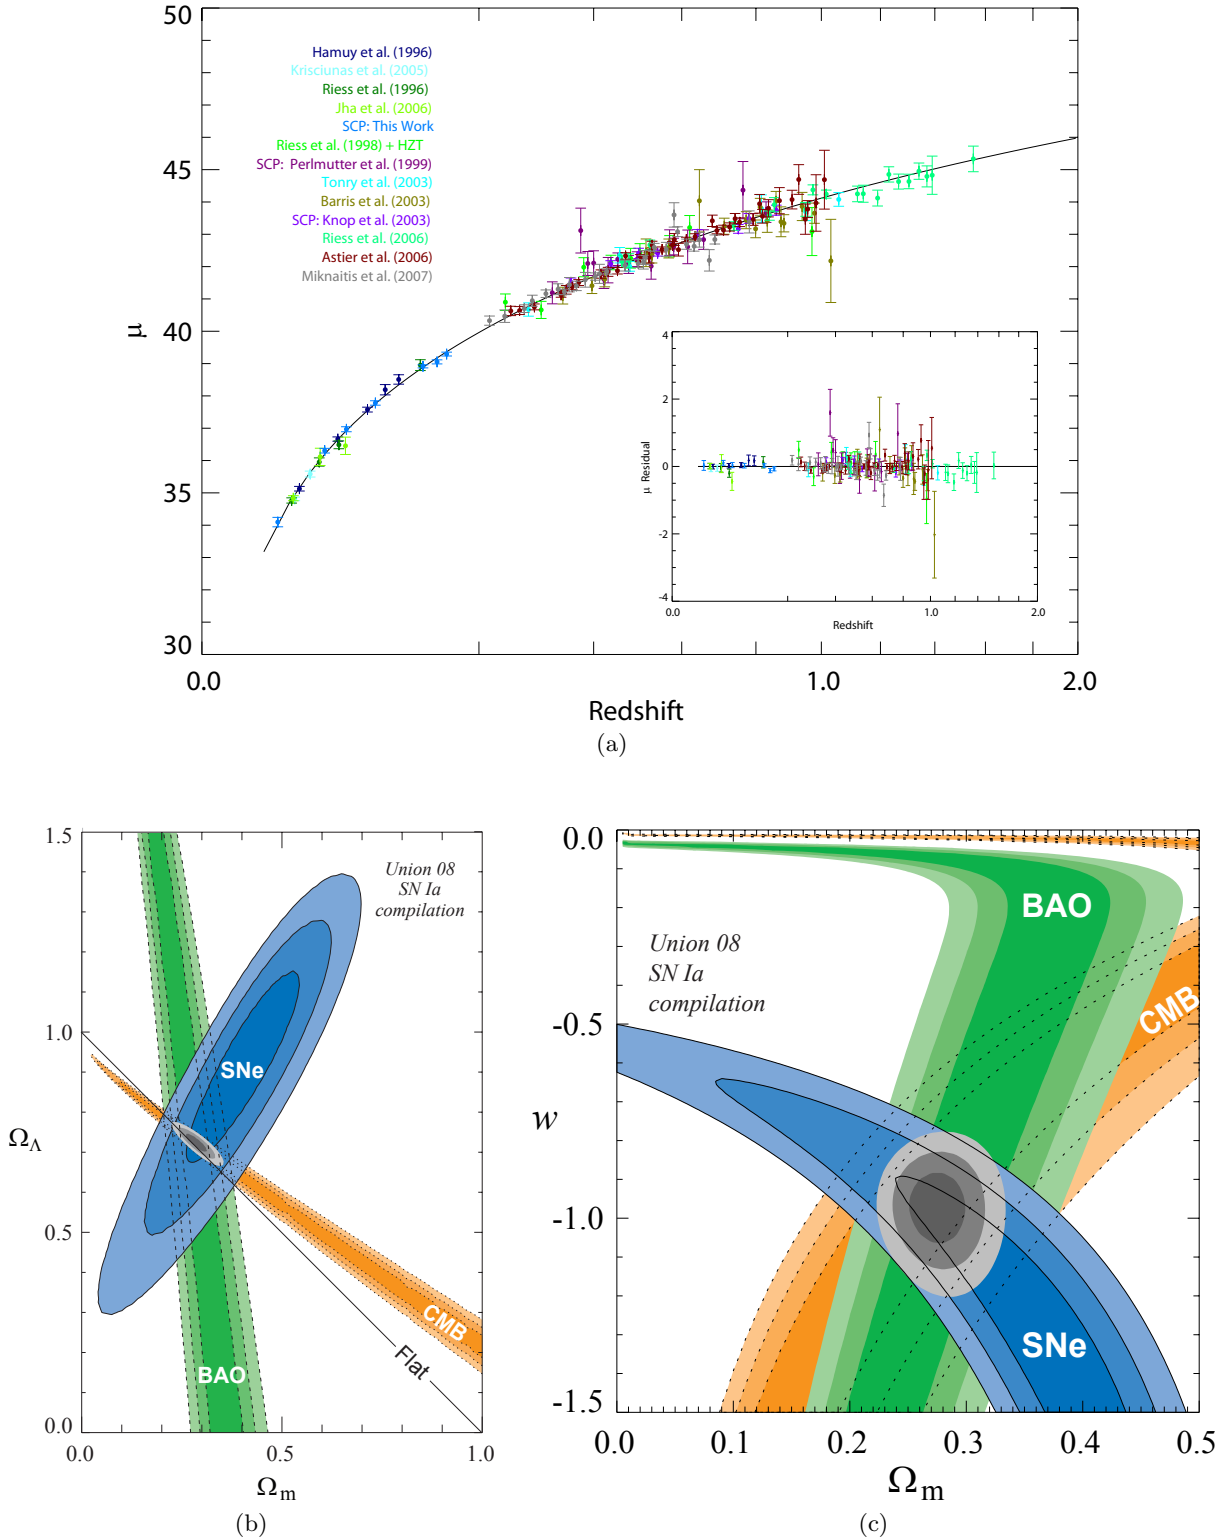 50
Hamuy et al. (1996)
Krisciunas et al. (2005)
Riess et al. (1996)
Jha et al. (2006)
SCP: This Work
Riess et al. (1998) + HZT
SCP: Perlmutter et al. (1999)
Tonry et al. (2003)
Barris et al. (2003)
SCP: Knop et al. (2003)
Riess et al. (2006)
Astier et al. (2006)
Miknaitis et al. (2007)
45
μ
40
35
30
0.0 1.0 2.0
Redshift
4
2
0
-2
-4
μ Residual
0.0 1.0 2.0
Redshift
(a)
1.5
Union 08
SN Ia
compilation
1.0
SNe
Ω_Λ
0.5
CMB
BAO
Flat
0.0
0.0 0.5 1.0
Ω_m
(b)
0.0
BAO
Union 08
SN Ia
compilation
CMB
-0.5
w
-1.0
SNe
-1.5
0.0 0.1 0.2 0.3 0.4 0.5
Ω_m
(c)